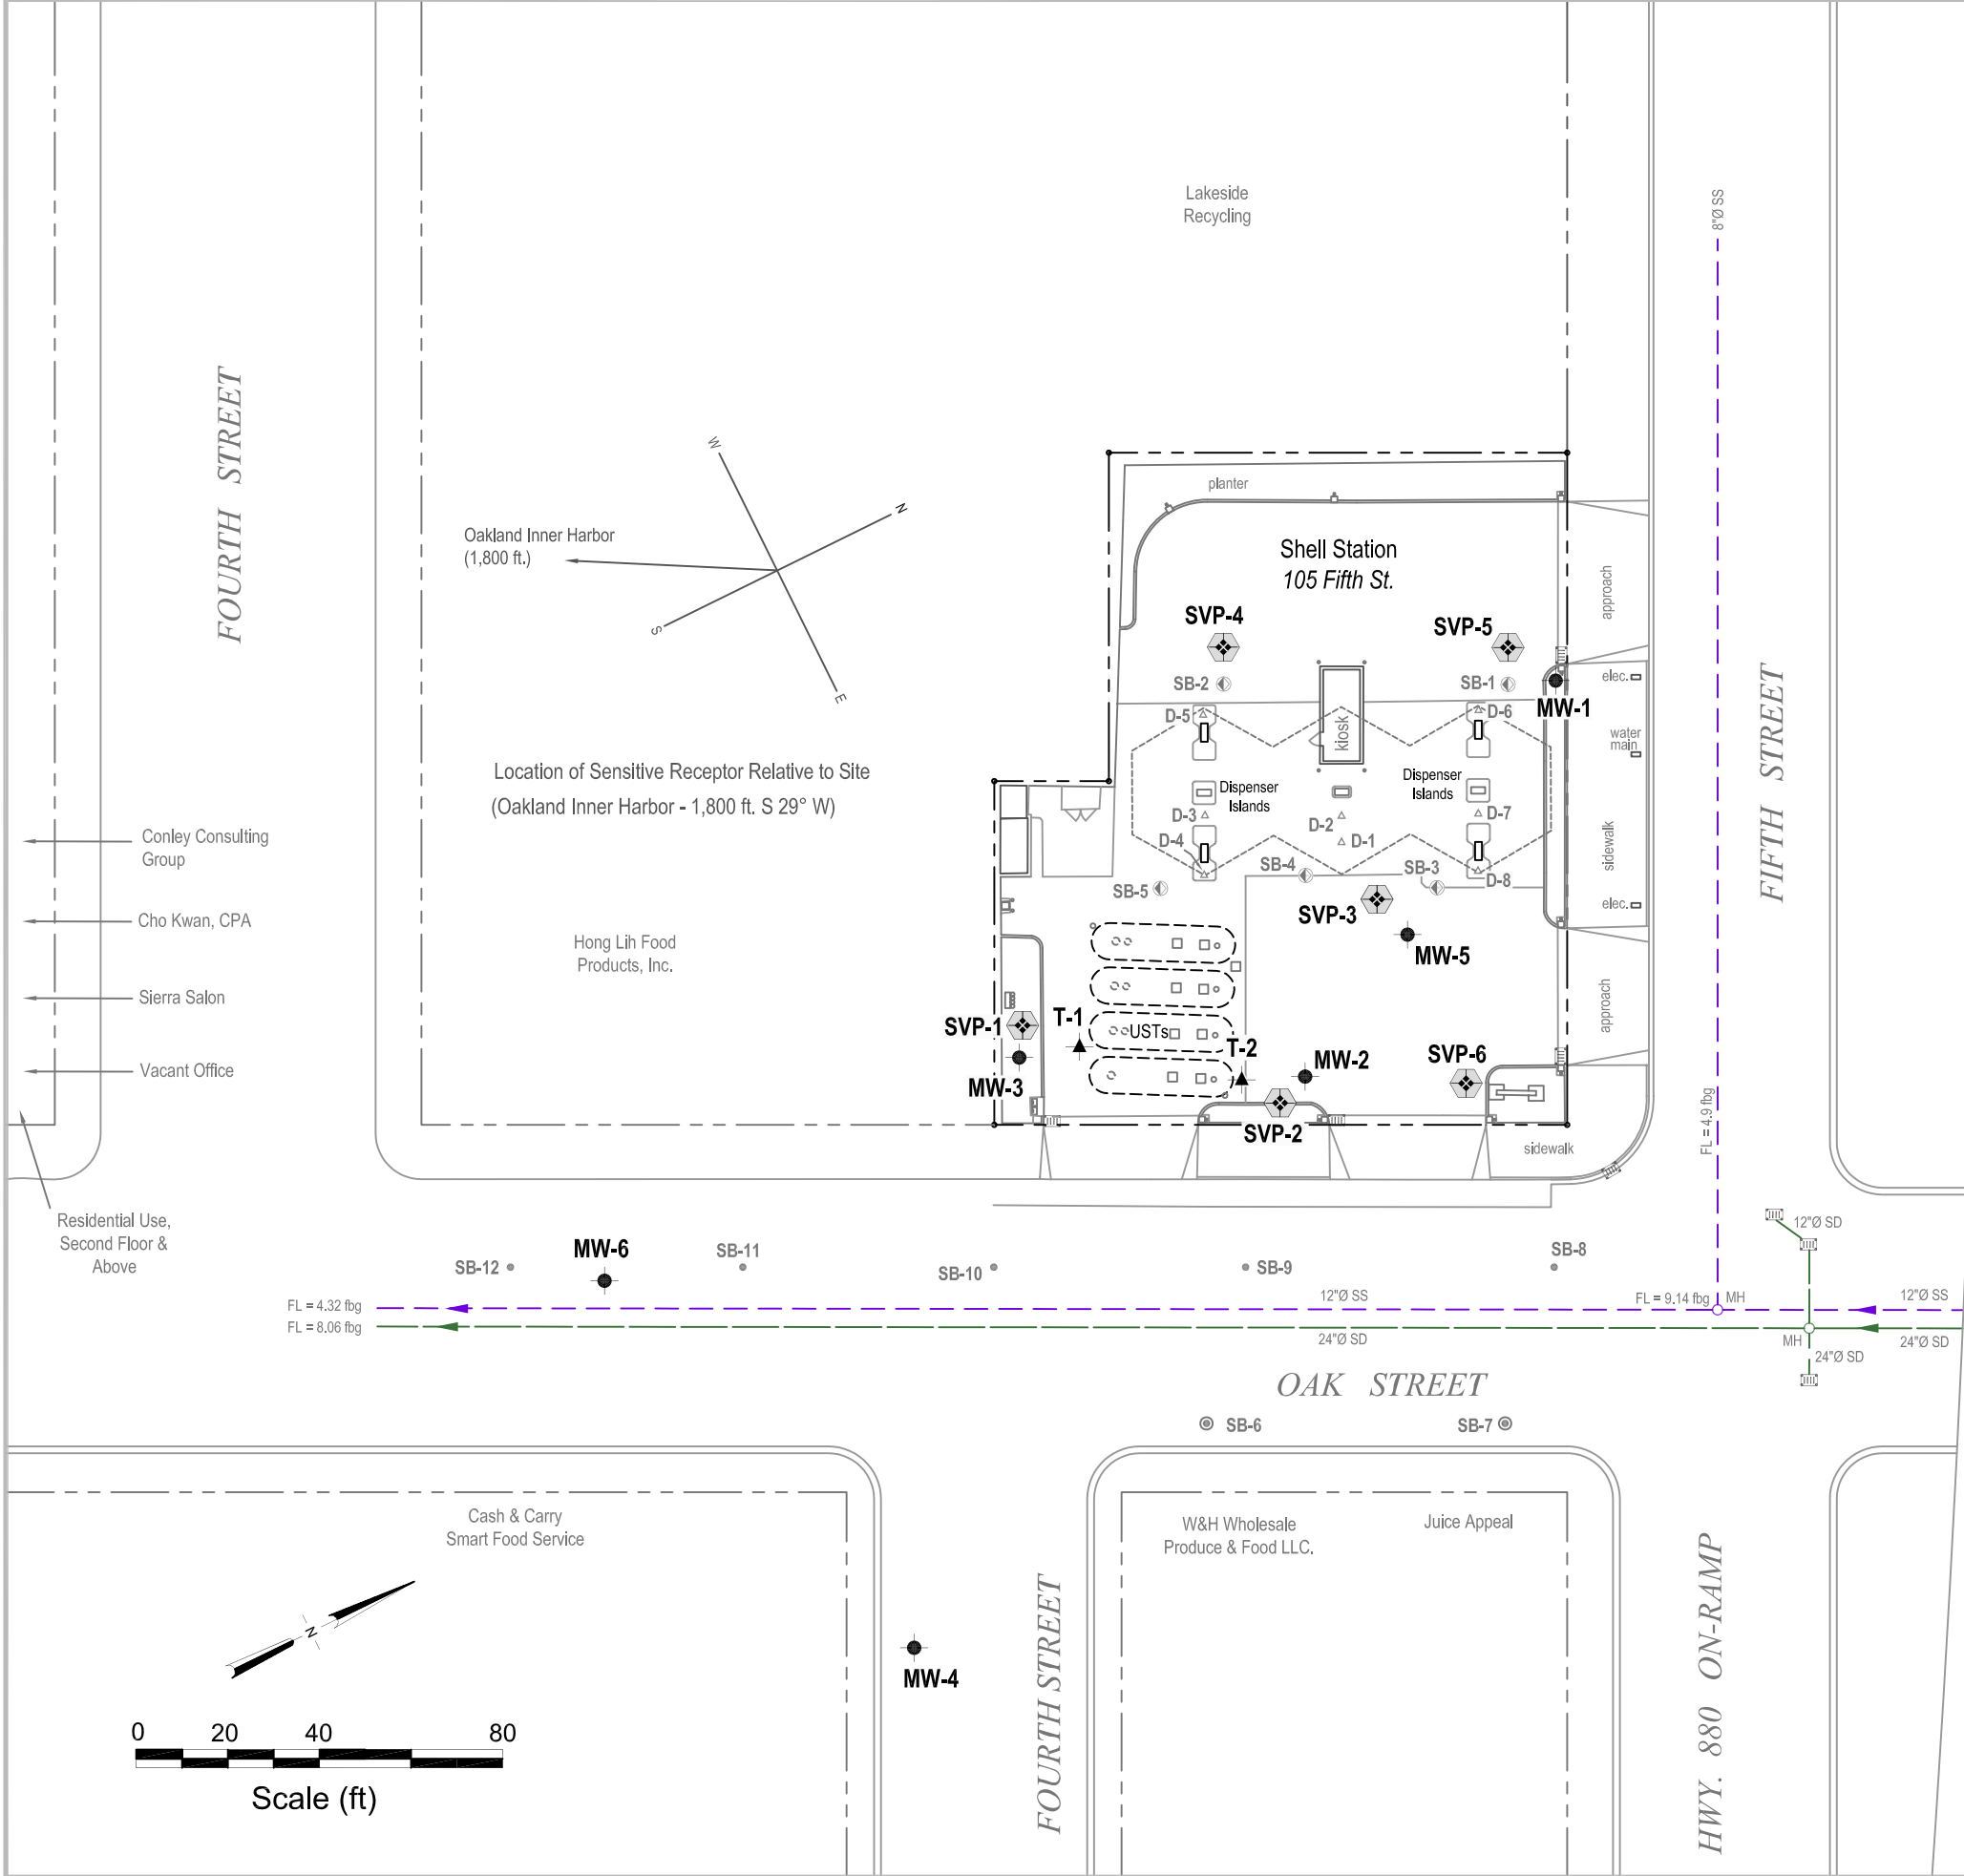 Lakeside
Recycling
8"Ø SS
FOURTH STREET
W
N
S
E
Oakland Inner Harbor
(1,800 ft.)
planter
Shell Station
105 Fifth St.
approach
SVP-4
SVP-5
SB-2
SB-1
elec.
MW-1
D-5
D-6
kiosk
water
main
FIFTH STREET
Location of Sensitive Receptor Relative to Site
(Oakland Inner Harbor - 1,800 ft. S 29° W)
Dispenser
Islands
Dispenser
Islands
D-3
D-2
D-7
D-4
D-1
sidewalk
Conley Consulting
Group
SB-4
SB-3
D-8
SB-5
elec.
SVP-3
Cho Kwan, CPA
Hong Lih Food
Products, Inc.
MW-5
Sierra Salon
approach
SVP-1
T-1
USTs
T-2
MW-2
SVP-6
Vacant Office
MW-3
FL = 4.9 fbg
SVP-2
sidewalk
Residential Use,
Second Floor &
Above
12"Ø SD
SB-12
MW-6
SB-11
SB-10
SB-9
SB-8
FL = 4.32 fbg
12"Ø SS
FL = 9.14 fbg
MH
12"Ø SS
FL = 8.06 fbg
24"Ø SD
MH
24"Ø SD
24"Ø SD
OAK STREET
SB-6
SB-7
Cash & Carry
Smart Food Service
W&H Wholesale
Produce & Food LLC.
Juice Appeal
N
FOURTH STREET
HWY. 880 ON-RAMP
MW-4
0 20 40 80
Scale (ft)